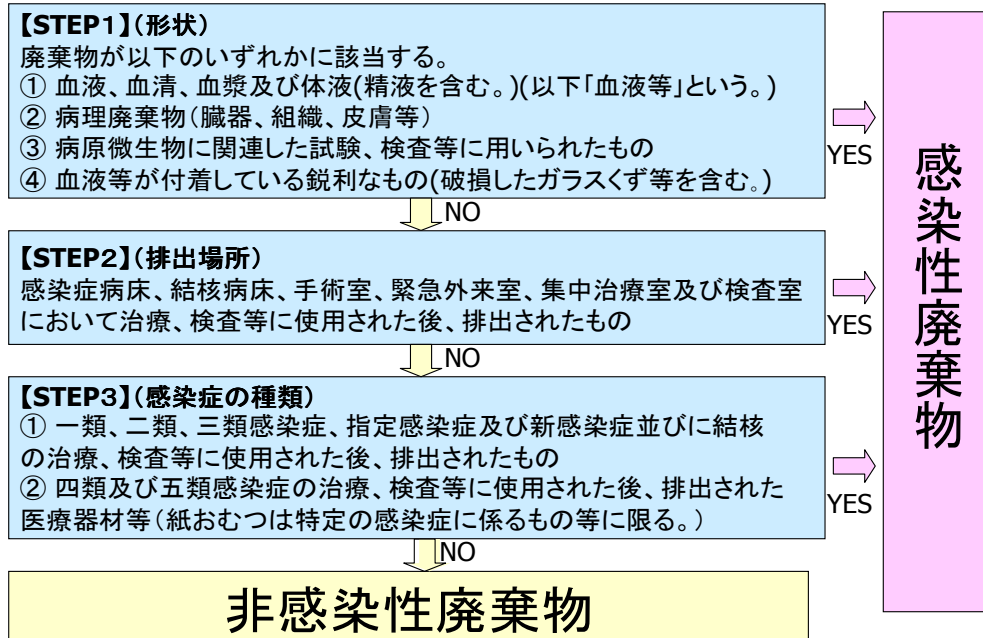 【STEP1】(形状)
廃棄物が以下のいずれかに該当する。
① 血液、血清、血漿及び体液(精液を含む。)(以下「血液等」という。)
② 病理廃棄物(臓器、組織、皮膚等)
③ 病原微生物に関連した試験、検査等に用いられたもの
④ 血液等が付着している鋭利なもの(破損したガラスくず等を含む。)
YES
NO
【STEP2】(排出場所)
感染症病床、結核病床、手術室、緊急外来室、集中治療室及び検査室
において治療、検査等に使用された後、排出されたもの
YES
NO
【STEP3】(感染症の種類)
① 一類、二類、三類感染症、指定感染症及び新感染症並びに結核
の治療、検査等に使用された後、排出されたもの
② 四類及び五類感染症の治療、検査等に使用された後、排出された
医療器材等(紙おむつは特定の感染症に係るもの等に限る。)
YES
NO
非感染性廃棄物
感染性廃棄物